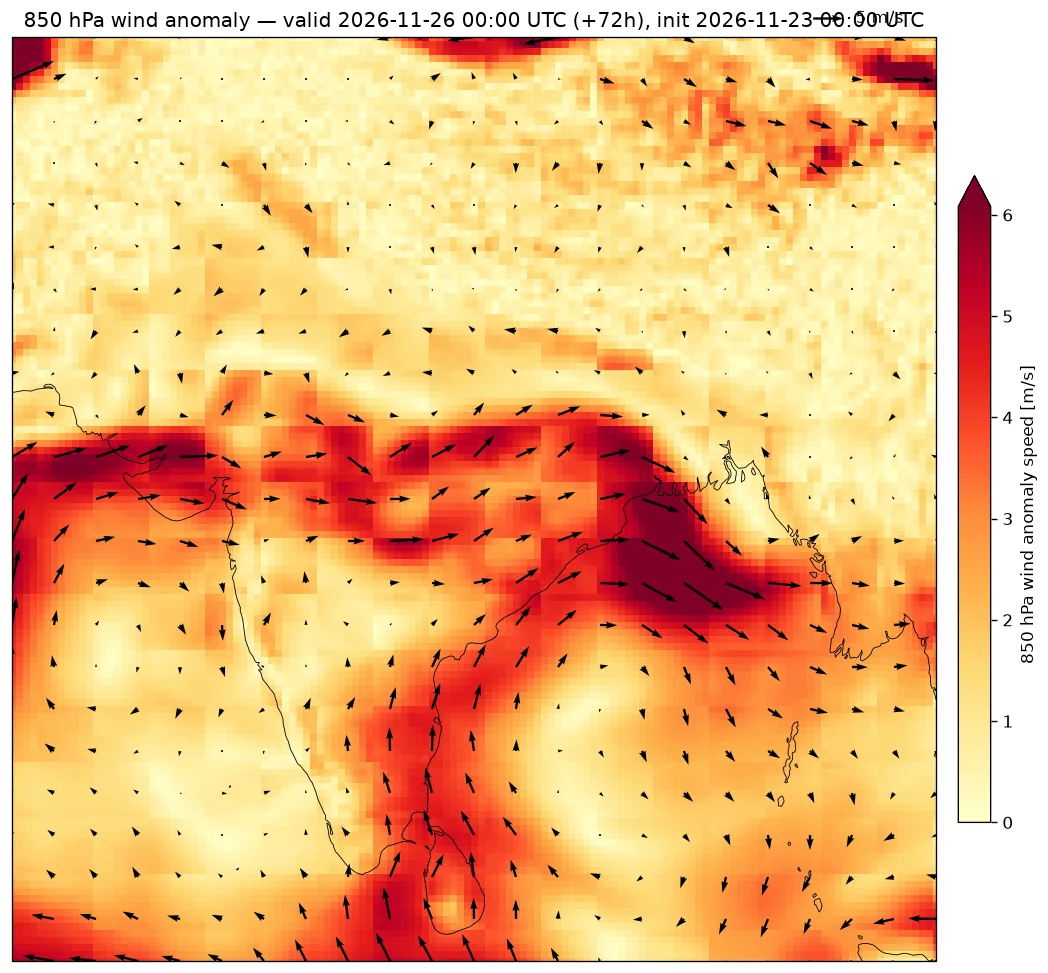 850 hPa wind anomaly — valid 2026-11-26 00:00 UTC (+72h), init 2026-11-23 00:00 UTC
5 m/s
6
5
4
3
2
1
0
850 hPa wind anomaly speed [m/s]